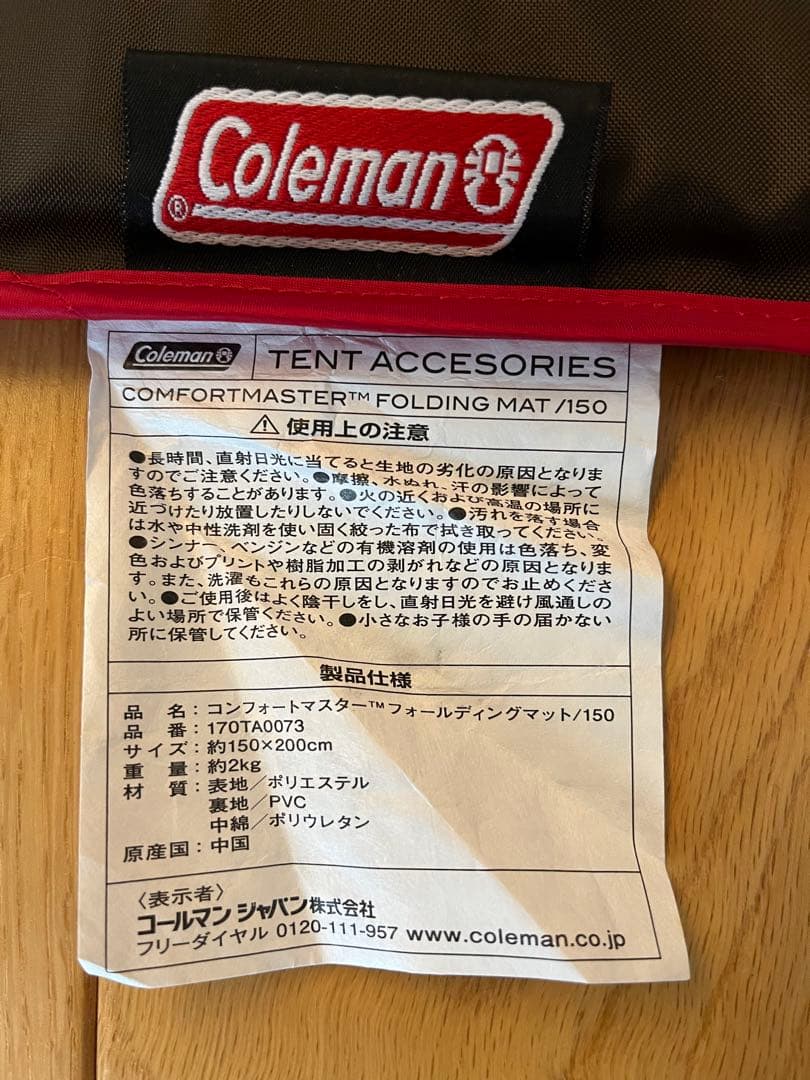 Coleman
®
Coleman TENT ACCESORIES
COMFORTMASTER™ FOLDING MAT/150
⚠使用上の注意
●長時間、直射日光に当てると生地の劣化の原因となりま
すのでご注意ください。●摩擦、水ぬれ、汗の影響によって
色落ちすることがあります。●火の近くおよび高温の場所に
近づけたり放置したりしないでください。●汚れを落す場合
は水や中性洗剤を使い固く絞った布で拭き取ってください。
●シンナー、ベンジンなどの有機溶剤の使用は色落ち、変
色およびプリントや樹脂加工の剥がれなどの原因となりま
す。また、洗濯もこれらの原因となりますのでお止めくださ
い。●ご使用後はよく陰干しをし、直射日光を避け風通しの
よい場所で保管ください。●小さなお子様の手の届かない
所に保管してください。
製品仕様
品 名：コンフォートマスター™フォールディングマット/150
品 番：170TA0073
サイズ：約150×200cm
重 量：約2kg
材 質：表地／ポリエステル
裏地／PVC
中綿／ポリウレタン
原産国：中国
〈表示者〉
コールマン ジャパン株式会社
フリーダイヤル 0120-111-957 www.coleman.co.jp